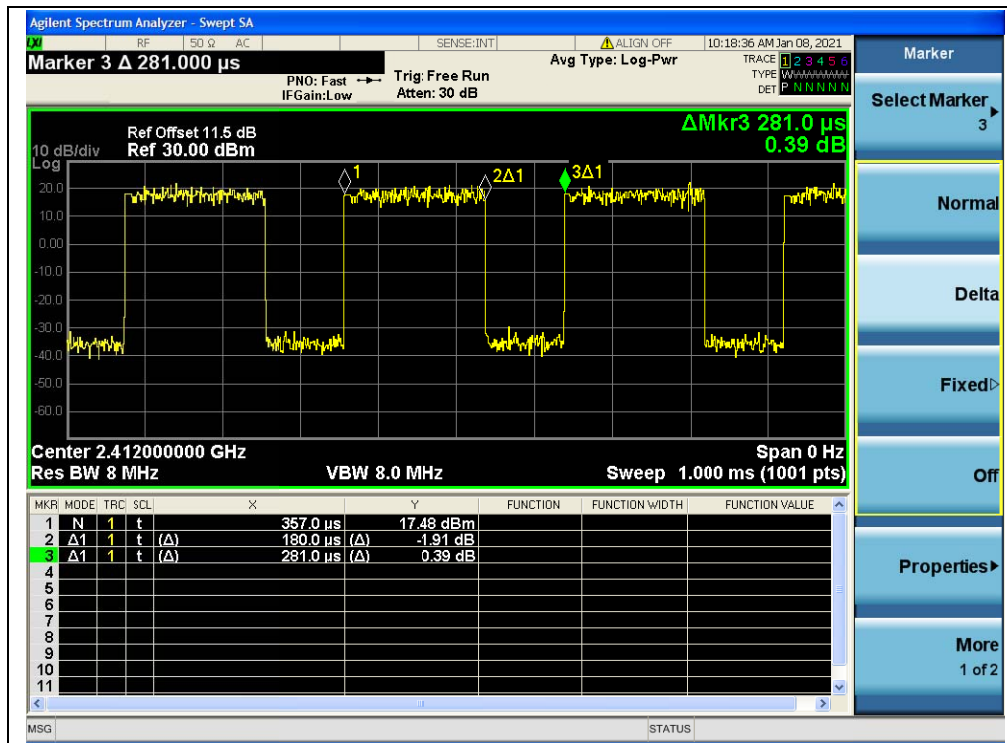 Agilent Spectrum Analyzer - Swept SA
LXI RF 50 Ω AC SENSE:INT ALIGN OFF 10:18:36 AM Jan 08, 2021
Marker 3 Δ 281.000 µs
PNO: Fast
IFGain:Low
Trig: Free Run
Atten: 30 dB
Avg Type: Log-Pwr
TRACE 1 2 3 4 5 6
TYPE W
DET P N N N N N
ΔMkr3 281.0 µs
0.39 dB
Ref Offset 11.5 dB
10 dB/div Ref 30.00 dBm
Log
20.0
10.0
0.00
-10.0
-20.0
-30.0
-40.0
-50.0
-60.0
1
2Δ1
3Δ1
Center 2.412000000 GHz Span 0 Hz
Res BW 8 MHz VBW 8.0 MHz Sweep 1.000 ms (1001 pts)
MKR MODE TRC SCL X Y FUNCTION FUNCTION WIDTH FUNCTION VALUE
1 N 1 t 357.0 µs 17.48 dBm
2 Δ1 1 t (Δ) 180.0 µs (Δ) -1.91 dB
3 Δ1 1 t (Δ) 281.0 µs (Δ) 0.39 dB
4
5
6
7
8
9
10
11
MSG STATUS
Marker
Select Marker
3
Normal
Delta
Fixed
Off
Properties
More
1 of 2